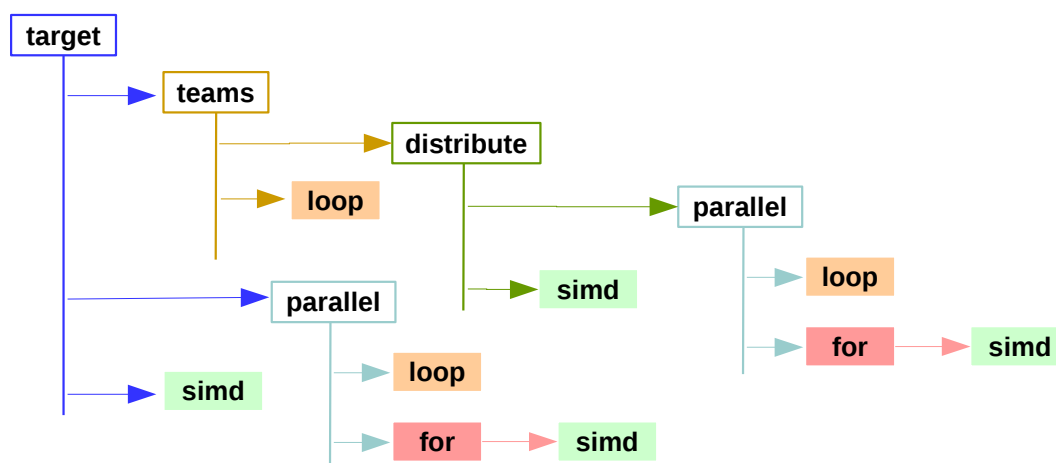 target
teams
distribute
loop
parallel
loop
simd
parallel
for
simd
loop
simd
for
simd